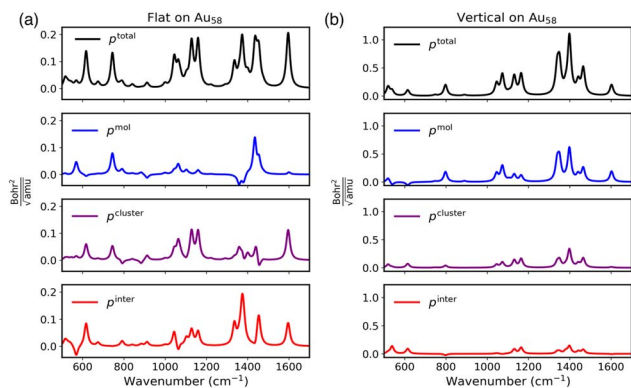 (a) Flat on Au₅₈
0.2
0.1
0.0
p^total
0.2
0.1
0.0
p^mol
Bohr²
√amu
0.2
0.1
0.0
p^cluster
0.2
0.1
0.0
p^inter
600 800 1000 1200 1400 1600
Wavenumber (cm⁻¹)
(b) Vertical on Au₅₈
1.0
0.5
0.0
p^total
1.0
0.5
0.0
p^mol
Bohr²
√amu
1.0
0.5
0.0
p^cluster
1.0
0.5
0.0
p^inter
600 800 1000 1200 1400 1600
Wavenumber (cm⁻¹)